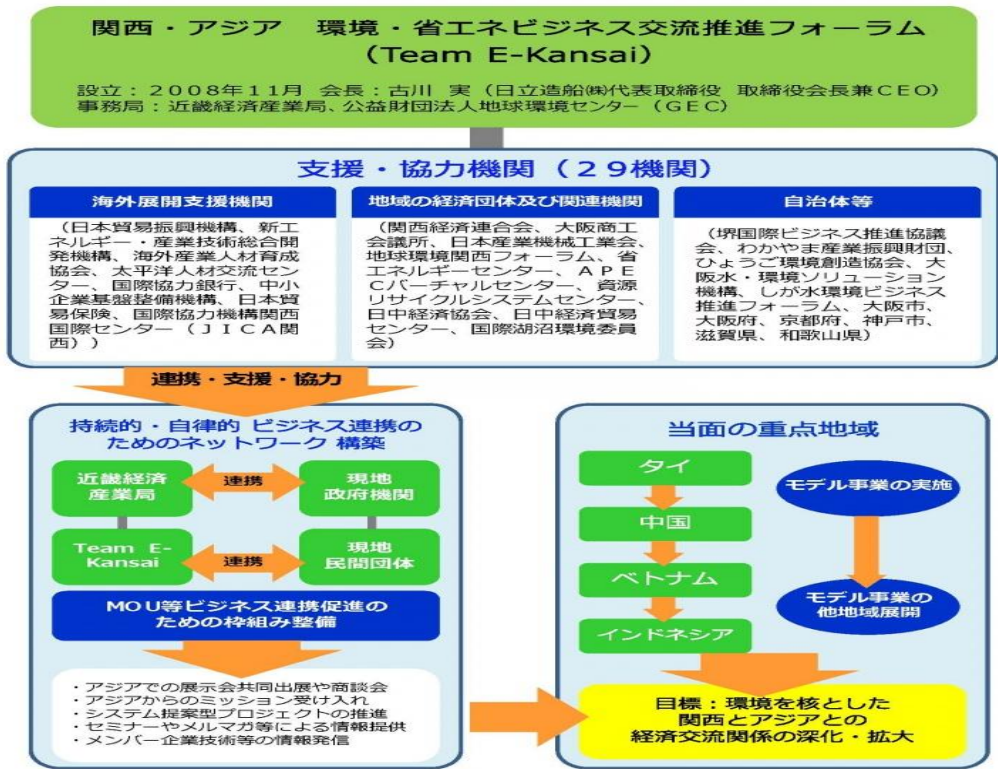 関西・アジア 環境・省エネビジネス交流推進フォーラム
(Team E-Kansai)
設立:2008年11月 会長:古川 実(日立造船㈱代表取締役 取締役会長兼CEO)
事務局:近畿経済産業局、公益財団法人地球環境センター(GEC)
支援・協力機関(29機関)
海外展開支援機関
(日本貿易振興機構、新エ
ネルギー・産業技術総合開
発機構、海外産業人材育成
協会、太平洋人材交流セン
ター、国際協力銀行、中小
企業基盤整備機構、日本貿
易保険、国際協力機構関西
国際センター(JICA関
西))
地域の経済団体及び関連機関
(関西経済連合会、大阪商工
会議所、日本産業機械工業会、
地球環境関西フォーラム、省
エネルギーセンター、APE
Cバーチャルセンター、資源
リサイクルシステムセンター、
日中経済協会、日中経済貿易
センター、国際湖沼環境委員
会)
自治体等
(堺国際ビジネス推進協議
会、わかやま産業振興財団、
ひょうご環境創造協会、大
阪水・環境ソリューション
機構、しが水環境ビジネス
推進フォーラム、大阪市、
大阪府、京都府、神戸市、
滋賀県、和歌山県)
連携・支援・協力
持続的・自律的 ビジネス連携の
ためのネットワーク 構築
近畿経済
産業局
連携
現地
政府機関
Team E-
Kansai
連携
現地
民間団体
MOU等ビジネス連携促進の
ための枠組み整備
・アジアでの展示会共同出展や商談会
・アジアからのミッション受け入れ
・システム提案型プロジェクトの推進
・セミナーやメルマガ等による情報提供
・メンバー企業技術等の情報発信
当面の重点地域
タイ
中国
ベトナム
インドネシア
モデル事業の実施
モデル事業の
他地域展開
目標:環境を核とした
関西とアジアとの
経済交流関係の深化・拡大